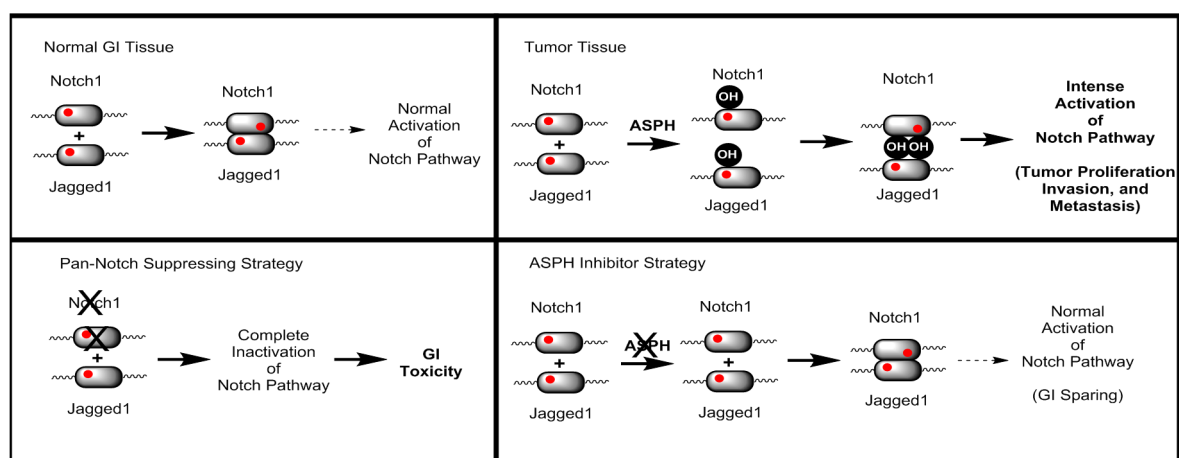 Normal GI Tissue
Notch1
+
Jagged1
Notch1
Jagged1
Normal
Activation
of
Notch Pathway
Tumor Tissue
Notch1
+
Jagged1
ASPH
Notch1
OH
OH
Jagged1
Notch1
OH OH
Jagged1
Intense
Activation
of
Notch Pathway
(Tumor Proliferation
Invasion, and
Metastasis)
Pan-Notch Suppressing Strategy
Notch1
+
Jagged1
Complete
Inactivation
of
Notch Pathway
GI
Toxicity
ASPH Inhibitor Strategy
Notch1
+
Jagged1
ASPH
Notch1
+
Jagged1
Notch1
Jagged1
Normal
Activation
of
Notch Pathway
(GI Sparing)